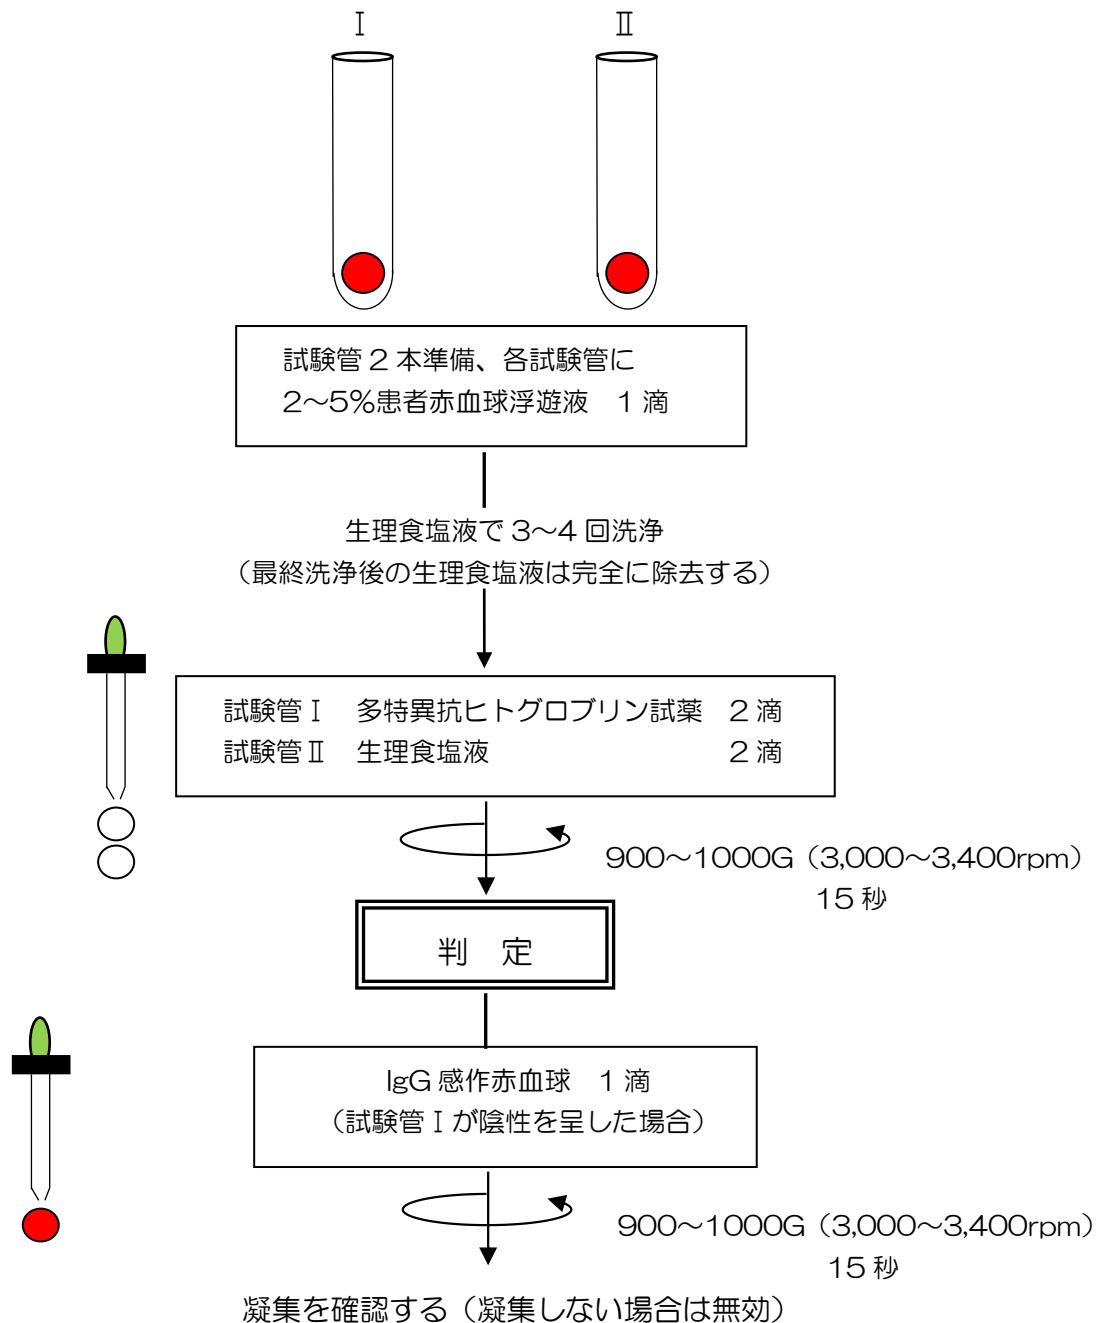 Ⅰ Ⅱ
試験管2本準備、各試験管に
2～5%患者赤血球浮遊液 1滴
生理食塩液で3～4回洗浄
（最終洗浄後の生理食塩液は完全に除去する）
試験管Ⅰ 多特異抗ヒトグロブリン試薬 2滴
試験管Ⅱ 生理食塩液 2滴
900～1000G（3,000～3,400rpm）
15秒
判 定
IgG感作赤血球 1滴
（試験管Ⅰが陰性を呈した場合）
900～1000G（3,000～3,400rpm）
15秒
凝集を確認する（凝集しない場合は無効）